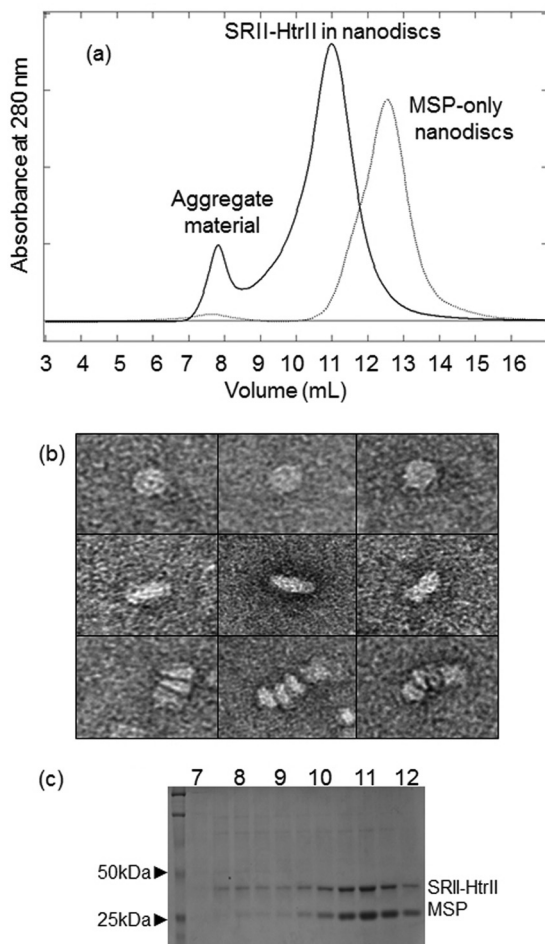 (a)
SRII-HtrII in nanodiscs
MSP-only
nanodiscs
Aggregate
material
Absorbance at 280 nm
3 4 5 6 7 8 9 10 11 12 13 14 15 16
Volume (mL)
(b)
(c)
7 8 9 10 11 12
50kDa
SRII-HtrII
MSP
25kDa